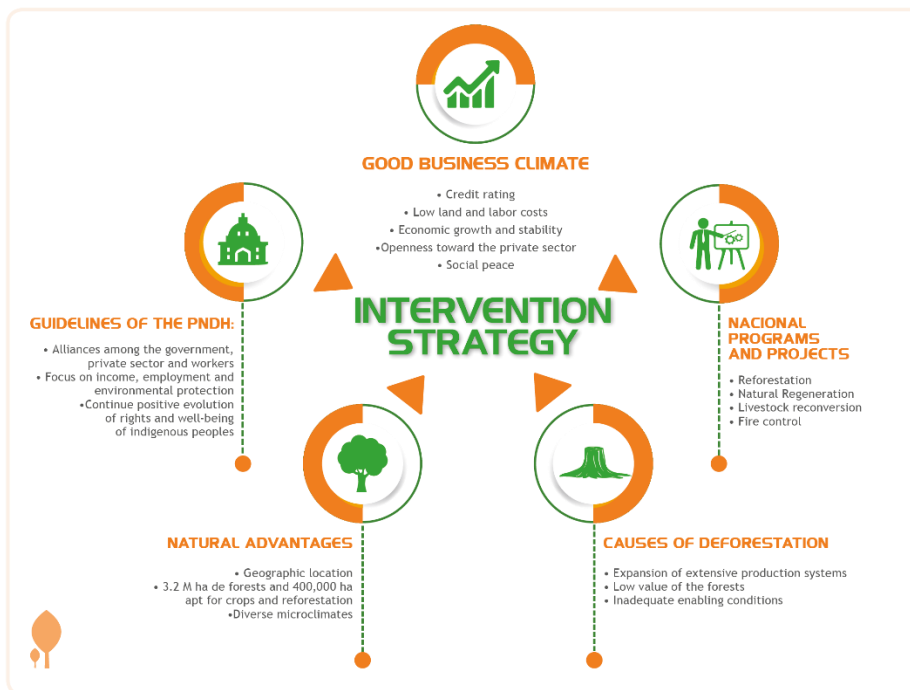 GOOD BUSINESS CLIMATE
• Credit rating
• Low land and labor costs
• Economic growth and stability
•Openness toward the private sector
• Social peace
INTERVENTION
STRATEGY
GUIDELINES OF THE PNDH:
• Alliances among the government,
private sector and workers
• Focus on income, employment and
environmental protection
•Continue positive evolution
of rights and well-being
of indigenous peoples
NACIONAL
PROGRAMS
AND PROJECTS
• Reforestation
• Natural Regeneration
• Livestock reconversion
• Fire control
NATURAL ADVANTAGES
• Geographic location
• 3.2 M ha de forests and 400,000 ha
apt for crops and reforestation
•Diverse microclimates
CAUSES OF DEFORESTATION
• Expansion of extensive production systems
• Low value of the forests
• Inadequate enabling conditions